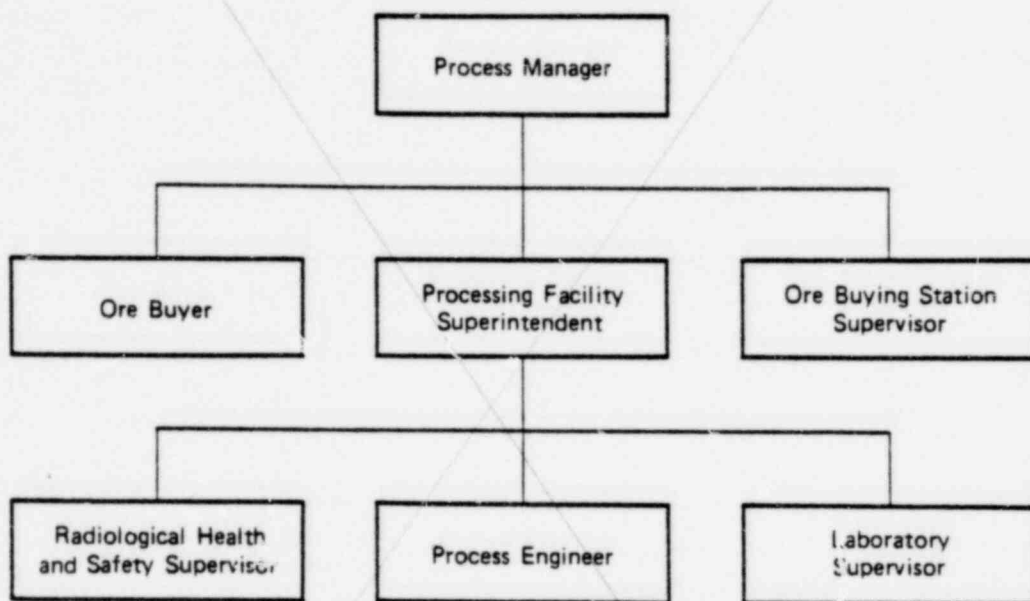 Process Manager
Ore Buyer
Processing Facility
Superintendent
Ore Buying Station
Supervisor
Radiological Health
and Safety Supervisor
Process Engineer
Laboratory
Supervisor